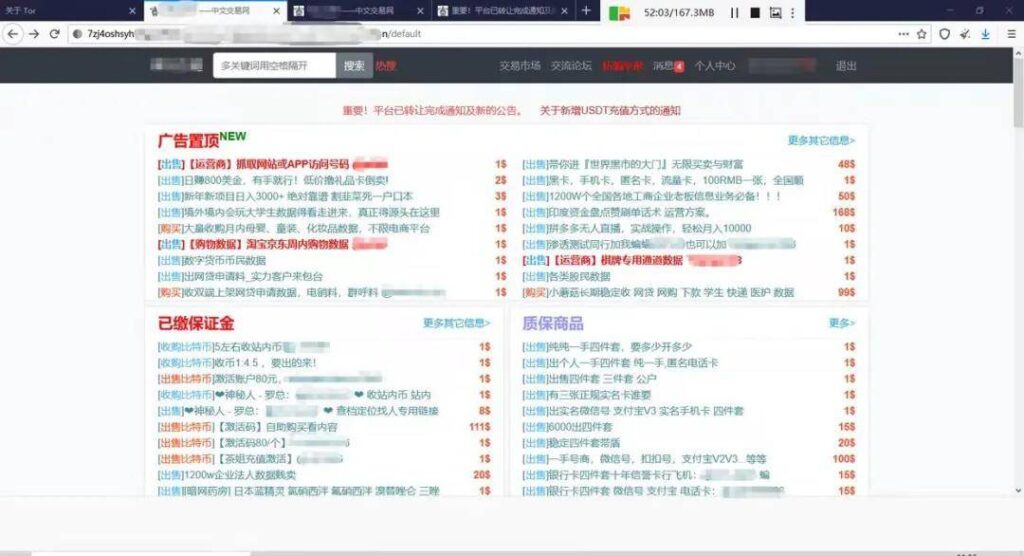 关于 Tor
——中文交易网
——中文交易网
重要！平台已转让完成通知及
52:03/167.3MB
7zj4oshsyh
n/default
多关键词用空格隔开
搜索
热搜
交易市场
交流论坛
消息4
个人中心
退出
重要！平台已转让完成通知及新的公告。
关于新增USDT充值方式的通知
广告置顶NEW
更多其它信息>
[出售]【运营商】抓取网站或APP访问号码 1$
[出售]日赚800美金，有手就行！低价撸礼品卡倒卖! 2$
[出售]新年新项目日入3000+ 绝对靠谱 割韭菜死一户口本 3$
[出售]墙外墙内会玩大学生数据得看走进来，真正得源头在这里 1$
[购买]大量收购月内母婴、童装、化妆品数据，不限电商平台 1$
[出售]【购物数据】淘宝京东周内购物数据 1$
[出售]数字货币币民数据 1$
[出售]出网贷申请料_实力客户来包台 1$
[购买]收双端上架网贷申请数据，电销料，群呼料 1$
[出售]带你进『世界黑市的大门』无限买卖与财富 48$
[出售]黑卡，手机卡，匿名卡，流量卡，100RMB一张，全国顺 1$
[出售]1200W个全国各地工商企业老板信息业务必备！！！ 50$
[出售]印度资金盘点赞刷单话术 运营方案。 168$
[出售]拼多多无人直播，实战操作，轻松月入10000 10$
[出售]渗透测试同行加我蝙蝠 也可以加 1$
[出售]【运营商】棋牌专用通道数据 1$
[出售]各类股民数据 1$
[购买]小蘑菇长期稳定收 网贷 网购 下款 学生 快递 医护 数据 99$
已缴保证金
更多其它信息>
[收购比特币]5左右收站内币 1$
[收购比特币]收币1:4.5 ，要出的来! 1$
[出售比特币]激活账户80元， 1$
[收购比特币]❤神秘人 - 罗总： ❤ 收站内币 站内 1$
[出售]❤神秘人 - 罗总： ❤ 查档定位找人专用链接 8$
[出售比特币]【激活码】自助购买看内容 111$
[出售比特币]【激活码80/个】 1$
[出售比特币]【茶姐充值激活】( 1$
[出售]1200w企业法人数据贱卖 20$
[出售][暗网药房] 日本蓝精灵 氟硝西泮 氟硝西泮 溴替唑仑 三唑 1$
质保商品
更多>
[出售]纯纯一手四件套，要多少开多少 1$
[出售]出个人一手四件套 纯一手,匿名电话卡 1$
[出售]出售四件套 三件套 公户 1$
[出售]有三张正规实名卡谁要 1$
[出售]出实名微信号 支付宝V3 实名手机卡 四件套 1$
[出售]6000出四件套 15$
[出售]稳定四件套带盾 20$
[出售]一手号商，微信号，扣扣号，支付宝V2V3...等等 100$
[出售]银行卡四件套十年信誉卡行飞机： 蝙 15$
[出售]银行卡四件套 微信号 支付宝 电话卡： 15$